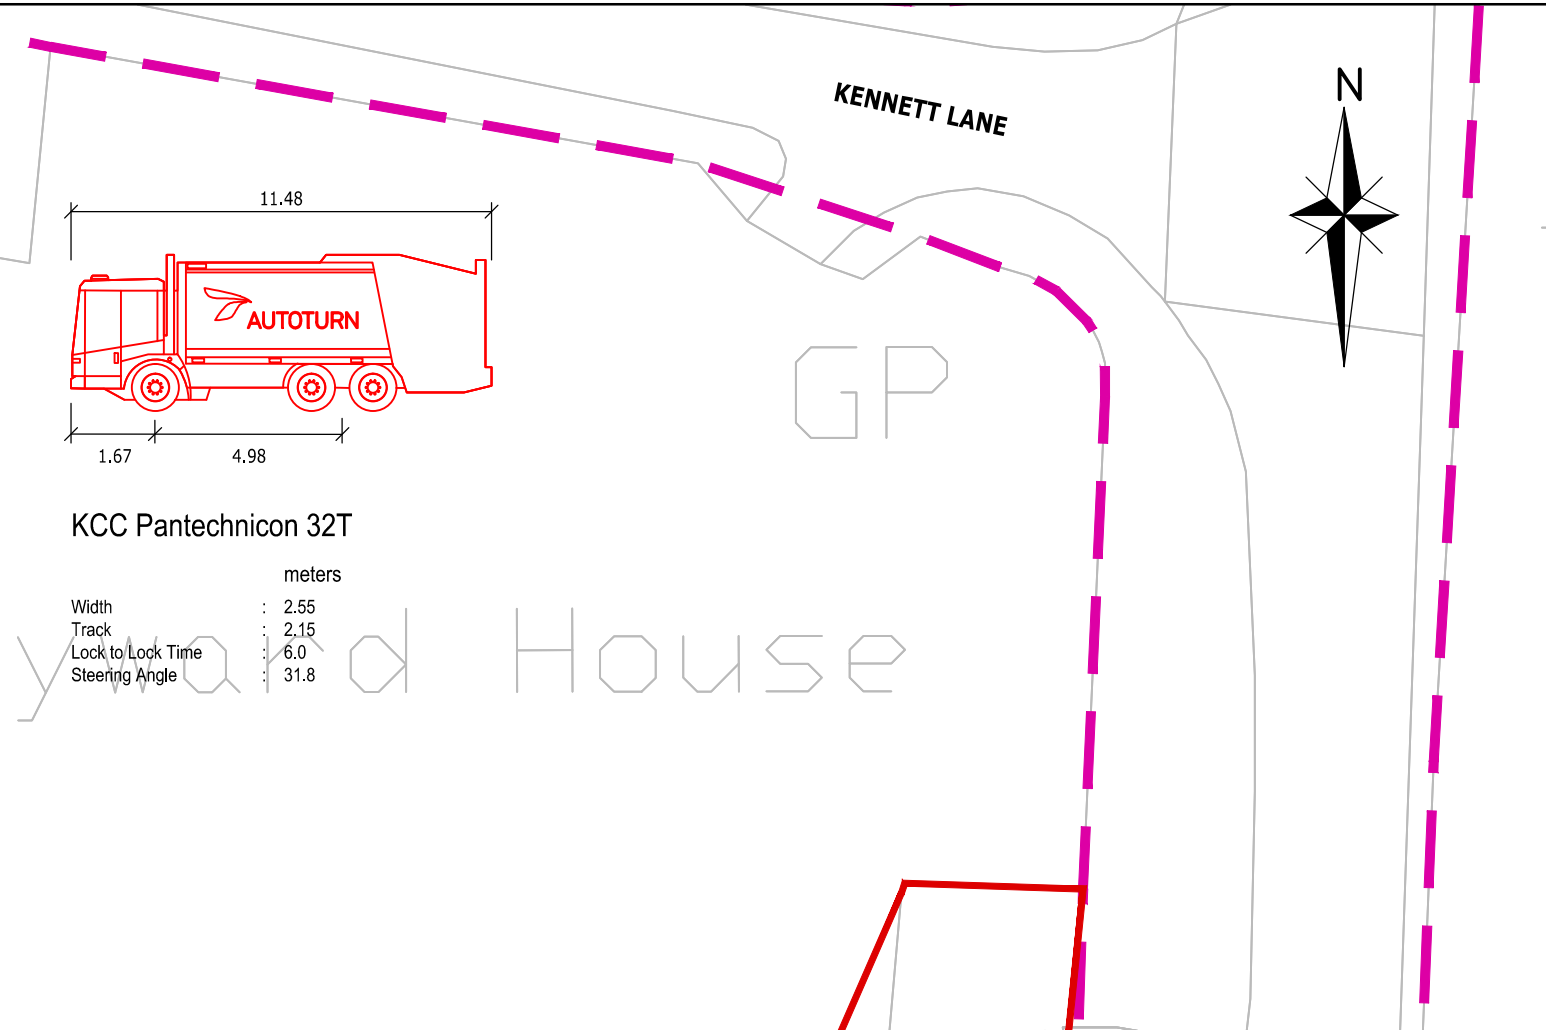 KENNETT LANE
N
11.48
AUTOTURN
1.67 4.98
GP
KCC Pantechnicon 32T
meters
Width : 2.55
Track : 2.15
Lock to Lock Time : 6.0
Steering Angle : 31.8
yward House